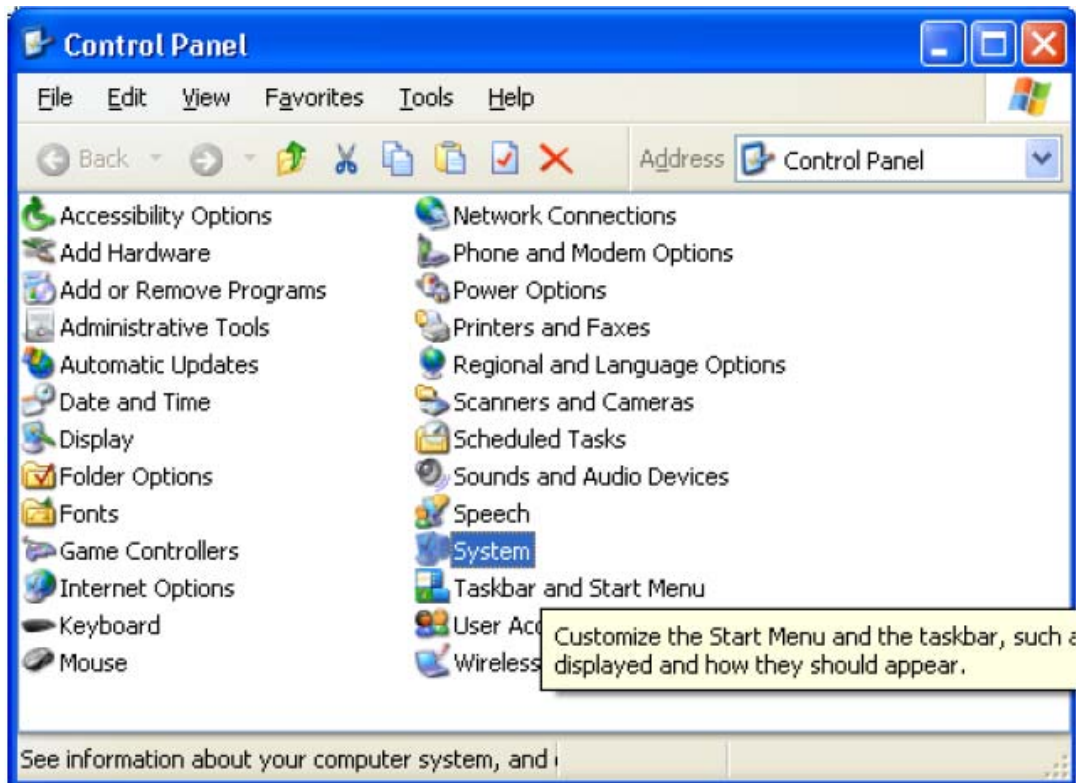 Control Panel
File Edit View Favorites Tools Help
Back Address Control Panel
Accessibility Options
Add Hardware
Add or Remove Programs
Administrative Tools
Automatic Updates
Date and Time
Display
Folder Options
Fonts
Game Controllers
Internet Options
Keyboard
Mouse
Network Connections
Phone and Modem Options
Power Options
Printers and Faxes
Regional and Language Options
Scanners and Cameras
Scheduled Tasks
Sounds and Audio Devices
Speech
System
Taskbar and Start Menu
User
Wireless
Customize the Start Menu and the taskbar, such
displayed and how they should appear.
See information about your computer system, and